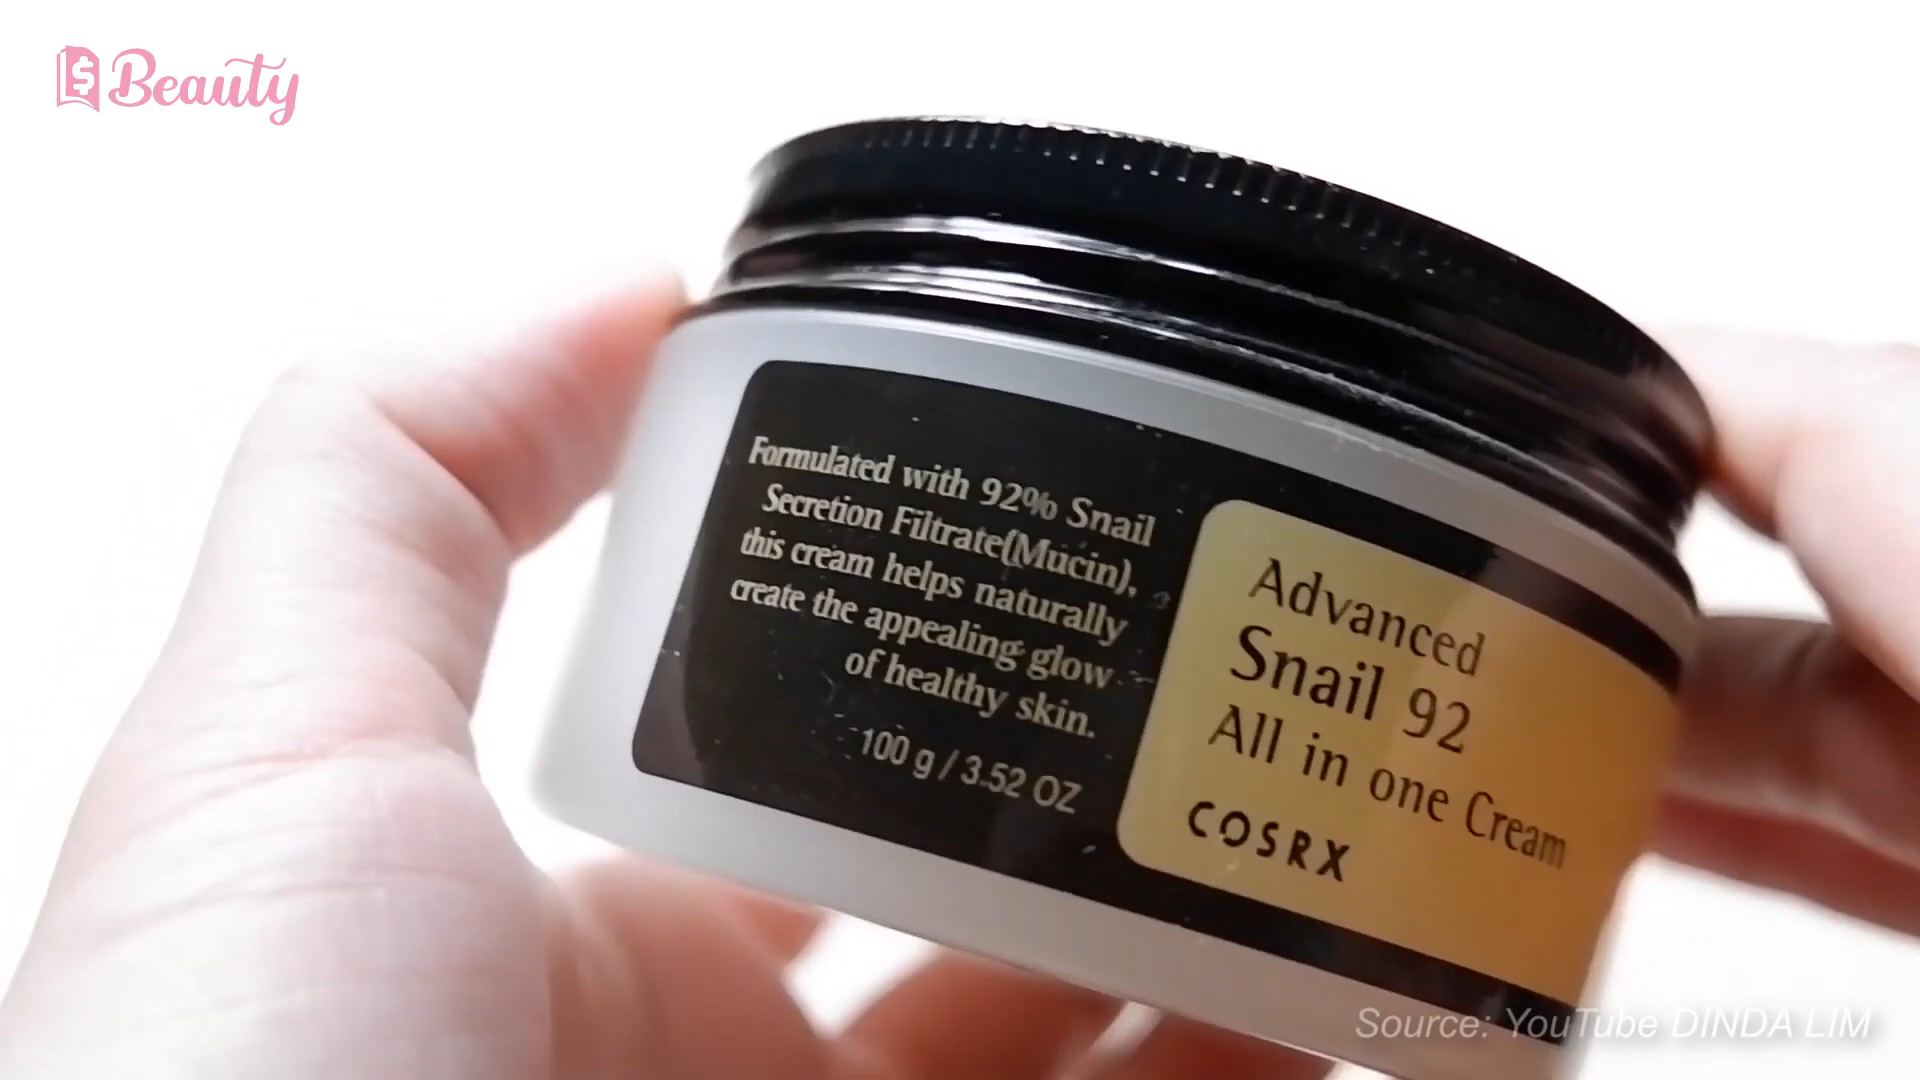 Beauty
Formulated with 92% Snail
Secretion Filtrate(Mucin),
this cream helps naturally
create the appealing glow
of healthy skin.
100 g / 3.52 OZ
Advanced
Snail 92
All in one Cream
COSRX
Source: YouTube DINDA LIM